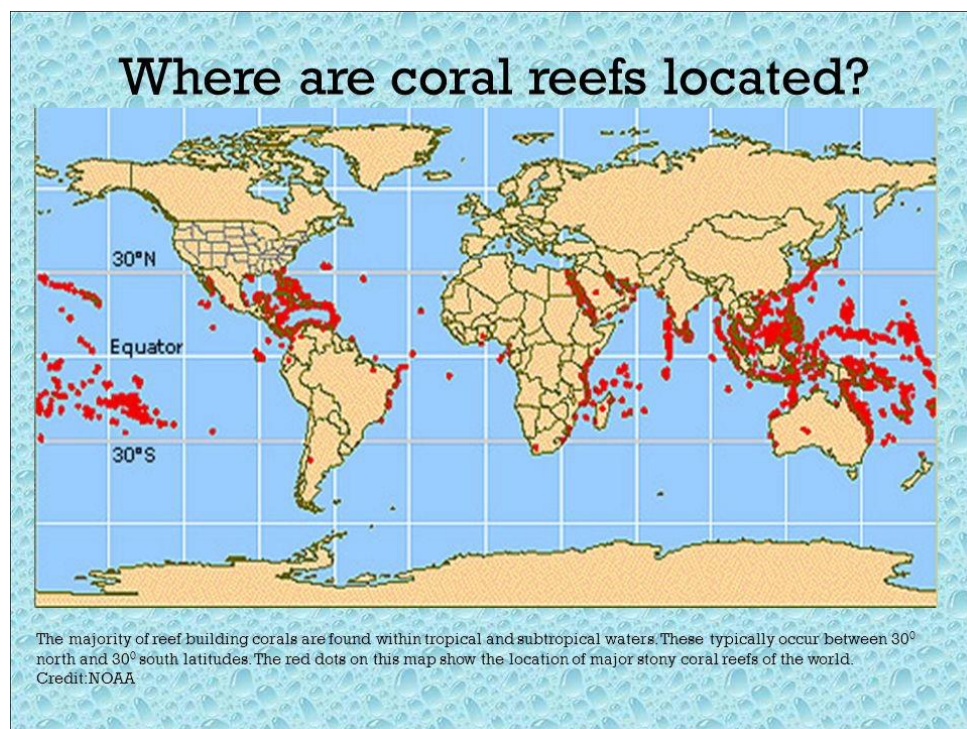 Where are coral reefs located?
30°N
Equator
30°S
The majority of reef building corals are found within tropical and subtropical waters. These typically occur between 30⁰
north and 30⁰ south latitudes. The red dots on this map show the location of major stony coral reefs of the world.
Credit:NOAA